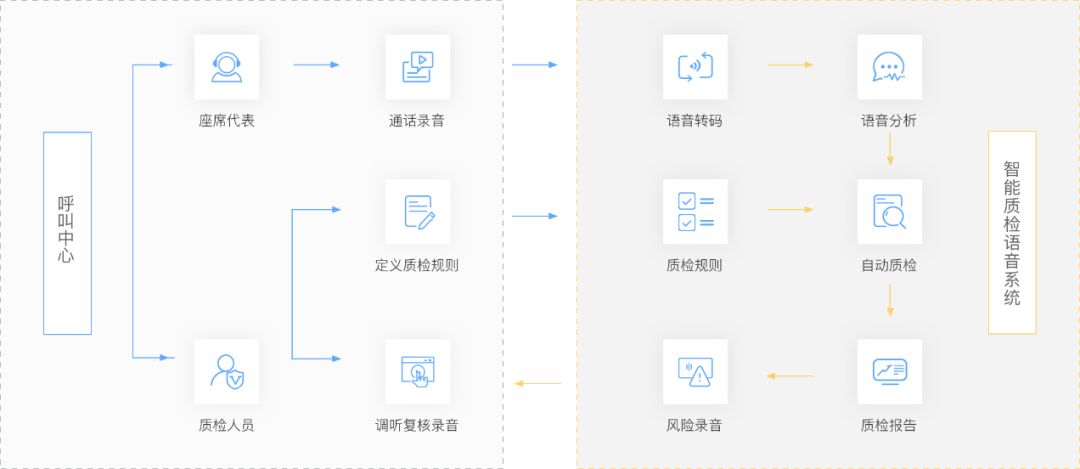 呼叫中心
座席代表
通话录音
定义质检规则
质检人员
调听复核录音
语音转码
语音分析
质检规则
自动质检
风险录音
质检报告
智能质检语音系统